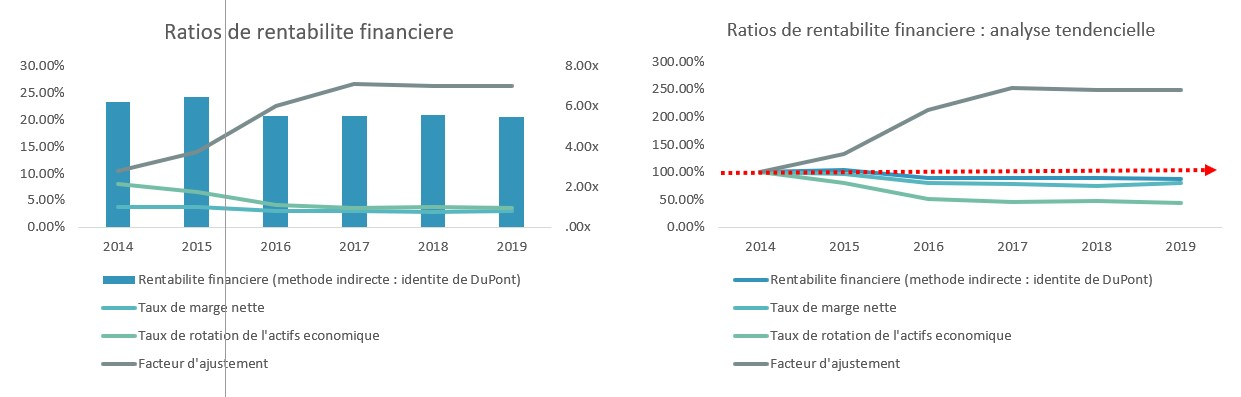 Ratios de rentabilite financiere
30.00%
25.00%
20.00%
15.00%
10.00%
5.00%
0.00%
8.00x
6.00x
4.00x
2.00x
.00x
2014 2015 2016 2017 2018 2019
Rentabilite financiere (methode indirecte : identite de DuPont)
Taux de marge nette
Taux de rotation de l'actifs economique
Facteur d'ajustement
Ratios de rentabilite financiere : analyse tendencielle
300.00%
250.00%
200.00%
150.00%
100.00%
50.00%
0.00%
2014 2015 2016 2017 2018 2019
Rentabilite financiere (methode indirecte : identite de DuPont)
Taux de marge nette
Taux de rotation de l'actifs economique
Facteur d'ajustement